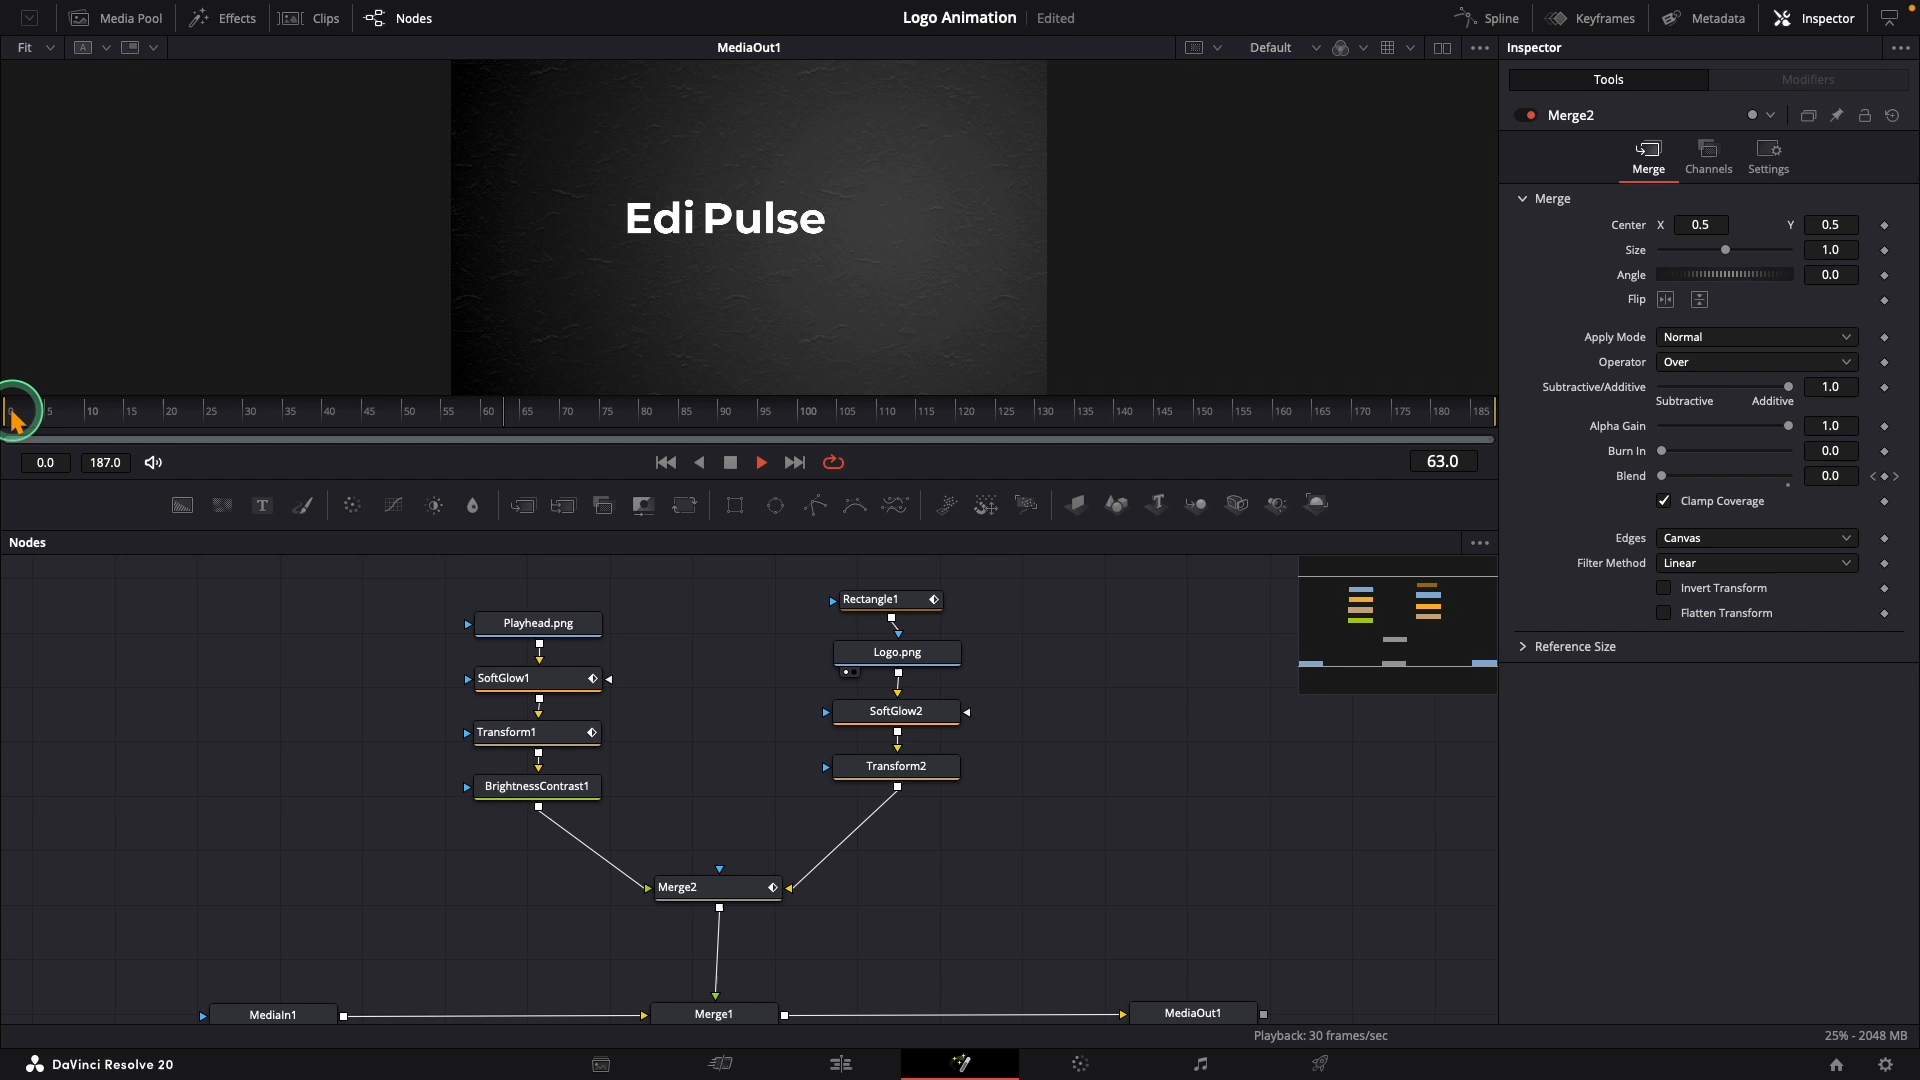 Media Pool Effects Clips Nodes Logo Animation Edited Spline Keyframes Metadata Inspector
Fit A MediaOut1 Default Inspector
Tools Modifiers
Merge2
Merge Channels Settings
Merge
Center X 0.5 Y 0.5
Size 1.0
Angle 0.0
Flip
Apply Mode Normal
Operator Over
Subtractive/Additive 1.0
Subtractive Additive
Alpha Gain 1.0
Burn In 0.0
Blend 0.0
Clamp Coverage
Edges Canvas
Filter Method Linear
Invert Transform
Flatten Transform
Reference Size
Edi Pulse
0 5 10 15 20 25 30 35 40 45 50 55 60 65 70 75 80 85 90 95 100 105 110 115 120 125 130 135 140 145 150 155 160 165 170 175 180 185
0.0 187.0 63.0
T
Nodes
Rectangle1
Playhead.png
Logo.png
SoftGlow1
SoftGlow2
Transform1
Transform2
BrightnessContrast1
Merge2
MediaIn1 Merge1 MediaOut1
Playback: 30 frames/sec 25% - 2048 MB
DaVinci Resolve 20